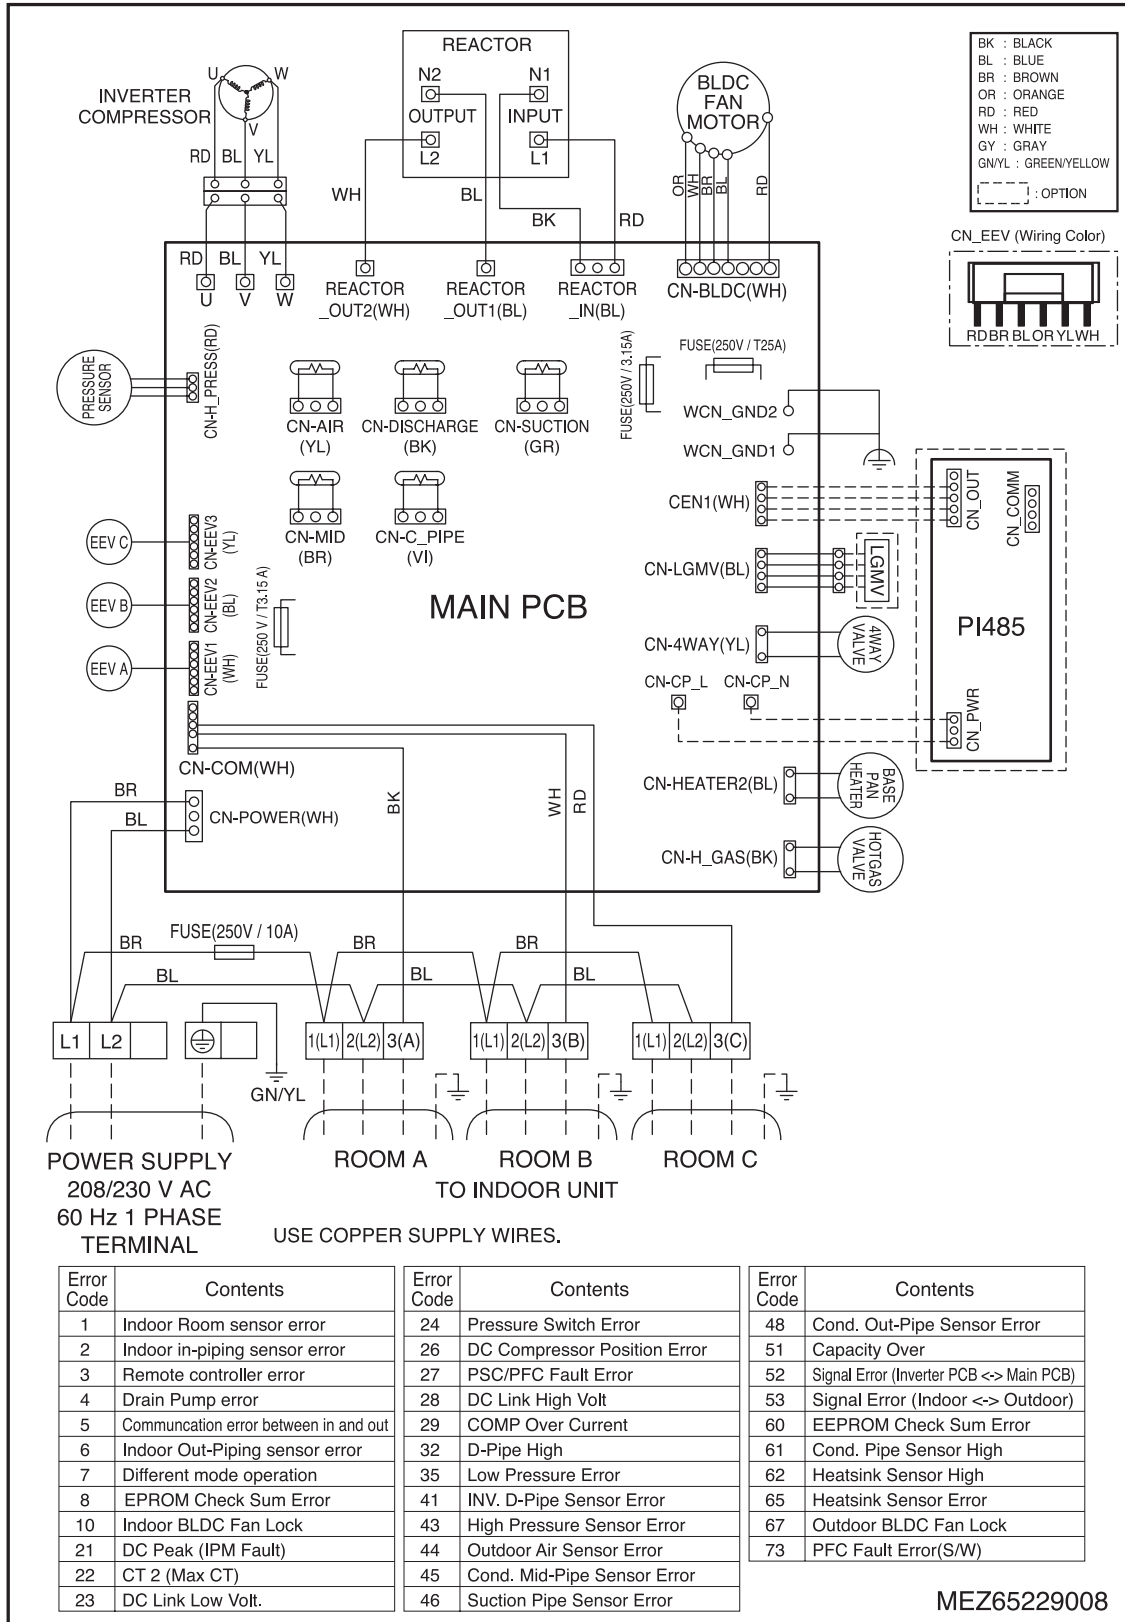 REACTOR
N2 N1
OUTPUT INPUT
L2 L1
U W
V
INVERTER
COMPRESSOR
RD BL YL
WH
BL
BK
RD
BLDC
FAN
MOTOR
OR
WH
BR
BL
RD
BK : BLACK
BL : BLUE
BR : BROWN
OR : ORANGE
RD : RED
WH : WHITE
GY : GRAY
GN/YL : GREEN/YELLOW
: OPTION
CN_EEV (Wiring Color)
RD BR BL OR YL WH
RD BL YL
U V W
REACTOR
_OUT2(WH)
REACTOR
_OUT1(BL)
REACTOR
_IN(BL)
CN-BLDC(WH)
PRESSURE
SENSOR
CN-H_PRESS(RD)
CN-AIR
(YL)
CN-DISCHARGE
(BK)
CN-SUCTION
(GR)
FUSE(250V / 3.15A)
FUSE(250V / T25A)
WCN_GND2
WCN_GND1
CN-MID
(BR)
CN-C_PIPE
(VI)
CEN1(WH)
CN_OUT
CN_COMM
EEV C
CN-EEV3
(YL)
EEV B
CN-EEV2
(BL)
EEV A
CN-EEV1
(WH)
FUSE(250 V / T3.15 A)
MAIN PCB
CN-LGMV(BL)
LGMV
PI485
CN-4WAY(YL)
4WAY
VALVE
CN-CP_L CN-CP_N
CN_PWR
CN-COM(WH)
CN-HEATER2(BL)
BASE
PAN
HEATER
BR
BL
CN-POWER(WH)
BK
WH
RD
CN-H_GAS(BK)
HOTGAS
VALVE
FUSE(250V / 10A)
BR BR BR
BL BL BL
L1 L2
1(L1) 2(L2) 3(A)
1(L1) 2(L2) 3(B)
1(L1) 2(L2) 3(C)
GN/YL
POWER SUPPLY
208/230 V AC
60 Hz 1 PHASE
TERMINAL
ROOM A ROOM B ROOM C
TO INDOOR UNIT
USE COPPER SUPPLY WIRES.
Error Code Contents
1 Indoor Room sensor error
2 Indoor in-piping sensor error
3 Remote controller error
4 Drain Pump error
5 Communcation error between in and out
6 Indoor Out-Piping sensor error
7 Different mode operation
8 EPROM Check Sum Error
10 Indoor BLDC Fan Lock
21 DC Peak (IPM Fault)
22 CT 2 (Max CT)
23 DC Link Low Volt.
Error Code Contents
24 Pressure Switch Error
26 DC Compressor Position Error
27 PSC/PFC Fault Error
28 DC Link High Volt
29 COMP Over Current
32 D-Pipe High
35 Low Pressure Error
41 INV. D-Pipe Sensor Error
43 High Pressure Sensor Error
44 Outdoor Air Sensor Error
45 Cond. Mid-Pipe Sensor Error
46 Suction Pipe Sensor Error
Error Code Contents
48 Cond. Out-Pipe Sensor Error
51 Capacity Over
52 Signal Error (Inverter PCB <-> Main PCB)
53 Signal Error (Indoor <-> Outdoor)
60 EEPROM Check Sum Error
61 Cond. Pipe Sensor High
62 Heatsink Sensor High
65 Heatsink Sensor Error
67 Outdoor BLDC Fan Lock
73 PFC Fault Error(S/W)
MEZ65229008